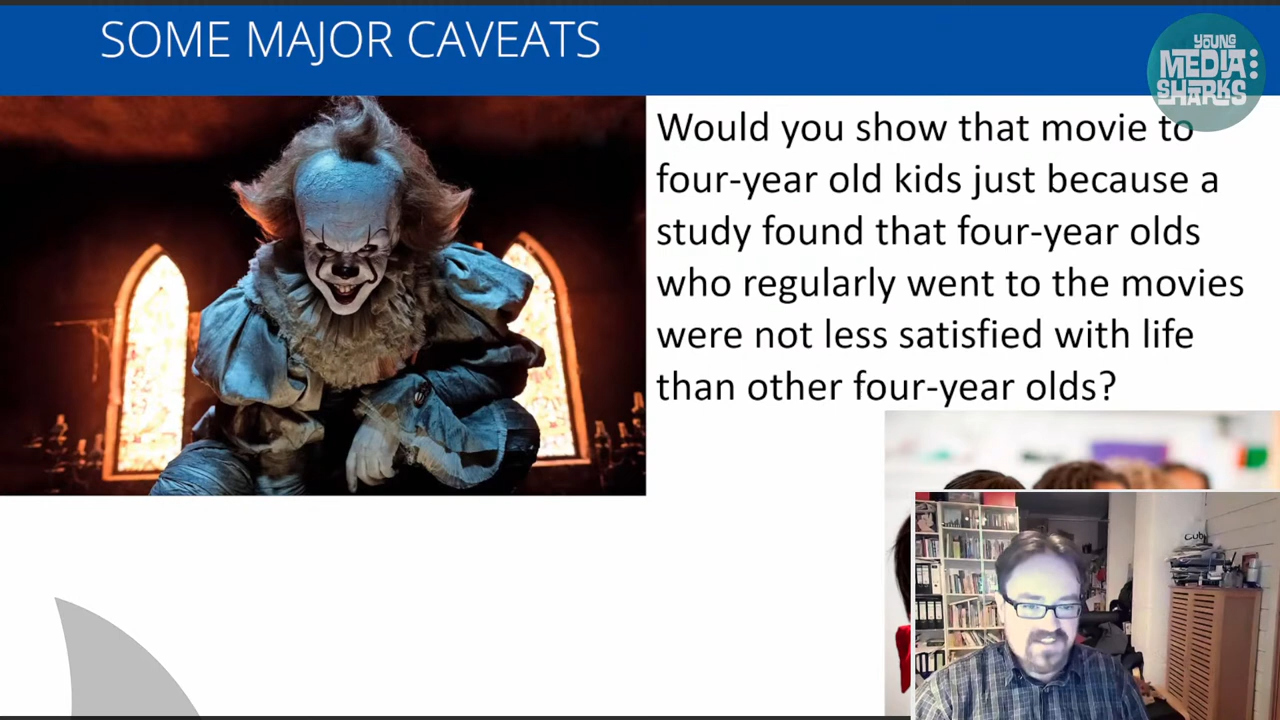 SOME MAJOR CAVEATS
YOUNG
MEDIA
SHARKS
Would you show that movie to
four-year old kids just because a
study found that four-year olds
who regularly went to the movies
were not less satisfied with life
than other four-year olds?